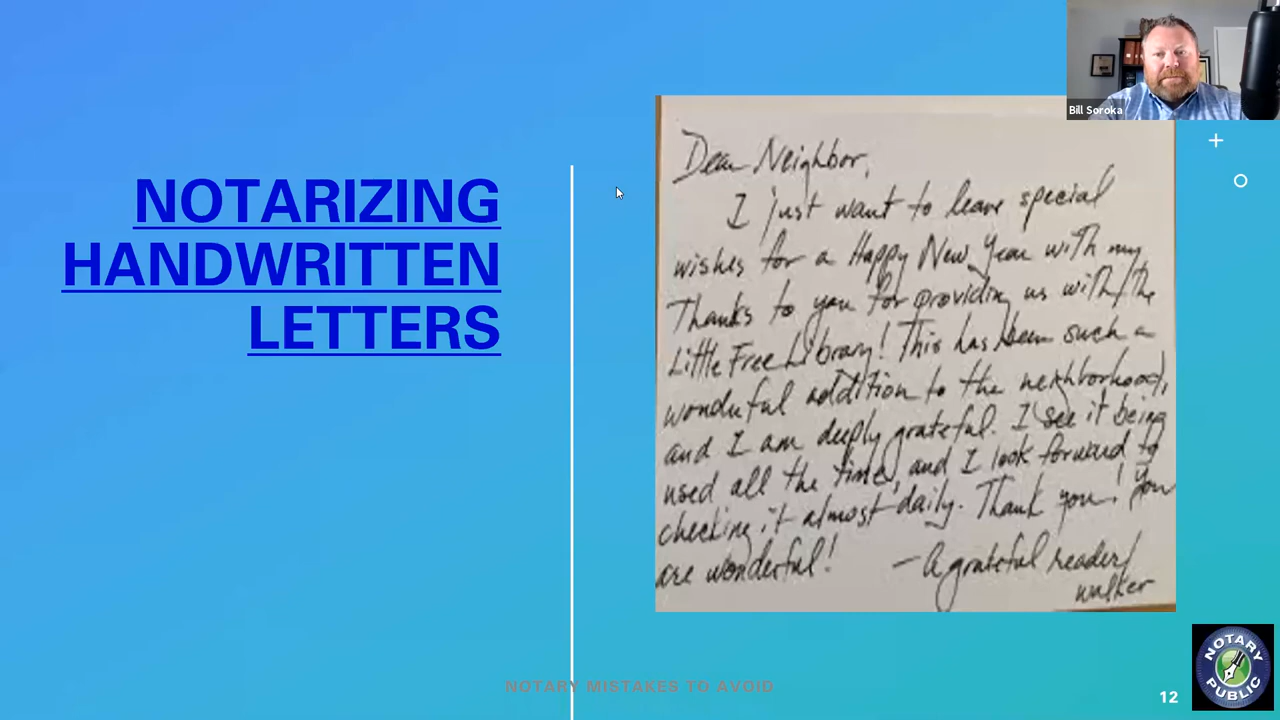 Bill Soroka
NOTARIZING
HANDWRITTEN
LETTERS
Dear Neighbor,
I just want to leave special
wishes for a Happy New Year with my
Thanks to you for providing us with the
Little Free Library! This has been such a
wonderful addition to the neighborhood,
and I am deeply grateful. I see it being
used all the time, and I look forward to
checking it almost daily. Thank you! You
are wonderful! — A grateful reader/
walker
NOTARY MISTAKES TO AVOID
12
NOTARY
PUBLIC